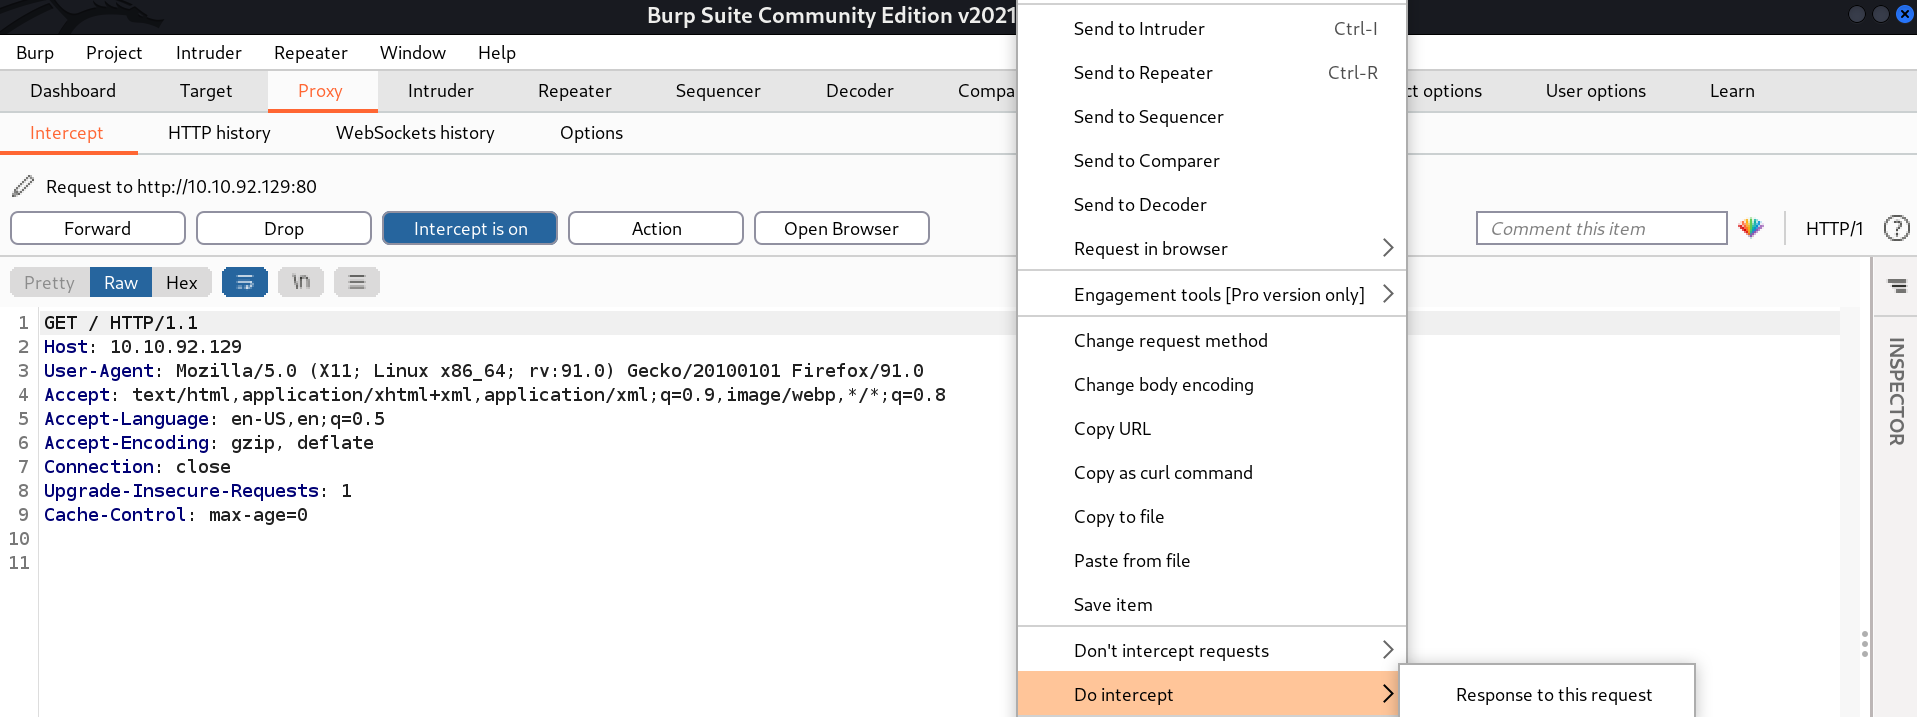 Burp Suite Community Edition v2021
Burp Project Intruder Repeater Window Help
Dashboard Target Proxy Intruder Repeater Sequencer Decoder Compa ct options User options Learn
Intercept HTTP history WebSockets history Options
Request to http://10.10.92.129:80
Forward Drop Intercept is on Action Open Browser Comment this item HTTP/1 ?
Pretty Raw Hex \n
1 GET / HTTP/1.1
2 Host: 10.10.92.129
3 User-Agent: Mozilla/5.0 (X11; Linux x86_64; rv:91.0) Gecko/20100101 Firefox/91.0
4 Accept: text/html,application/xhtml+xml,application/xml;q=0.9,image/webp,*/*;q=0.8
5 Accept-Language: en-US,en;q=0.5
6 Accept-Encoding: gzip, deflate
7 Connection: close
8 Upgrade-Insecure-Requests: 1
9 Cache-Control: max-age=0
10
11
Send to Intruder Ctrl-I
Send to Repeater Ctrl-R
Send to Sequencer
Send to Comparer
Send to Decoder
Request in browser
Engagement tools [Pro version only]
Change request method
Change body encoding
Copy URL
Copy as curl command
Copy to file
Paste from file
Save item
Don't intercept requests
Do intercept
Response to this request
INSPECTOR